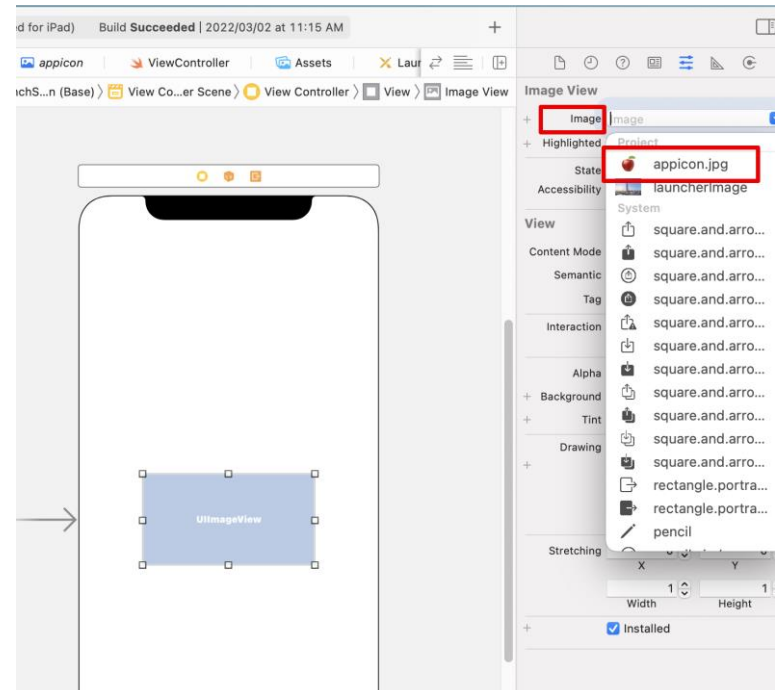 d for iPad) Build Succeeded | 2022/03/02 at 11:15 AM
appicon ViewController Assets Laur
nchS...n (Base) View Co...er Scene View Controller View Image View
UIImageView
Image View
Image Image
Highlighted
Project
State
appicon.jpg
Accessibility
launcherImage
System
View
square.and.arro...
Content Mode
square.and.arro...
Semantic
square.and.arro...
Tag
square.and.arro...
Interaction
square.and.arro...
square.and.arro...
Alpha
square.and.arro...
Background
square.and.arro...
Tint
square.and.arro...
Drawing
square.and.arro...
square.and.arro...
rectangle.portra...
rectangle.portra...
pencil
Stretching
X Y
1 1
Width Height
Installed